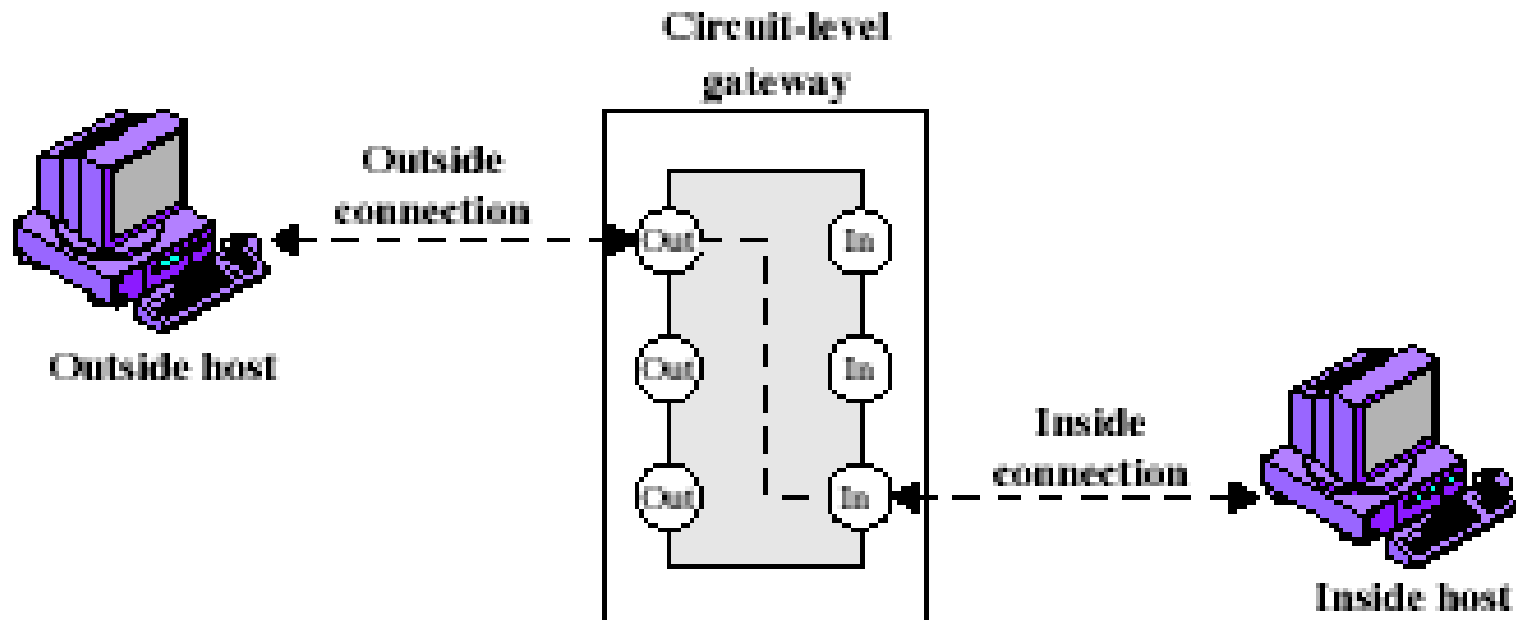 Circuit-level
gateway
Outside
connection
Out
In
Outside host
Out
In
Inside
connection
Out
In
Inside host